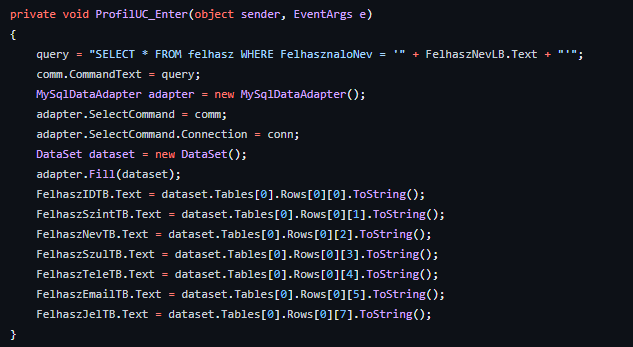 private void ProfilUC_Enter(object sender, EventArgs e)
{
    query = "SELECT * FROM felhasz WHERE FelhasznaloNev = '" + FelhaszNevLB.Text + "'";
    comm.CommandText = query;
    MySqlDataAdapter adapter = new MySqlDataAdapter();
    adapter.SelectCommand = comm;
    adapter.SelectCommand.Connection = conn;
    DataSet dataset = new DataSet();
    adapter.Fill(dataset);
    FelhaszIDTB.Text = dataset.Tables[0].Rows[0][0].ToString();
    FelhaszSzintTB.Text = dataset.Tables[0].Rows[0][1].ToString();
    FelhaszNevTB.Text = dataset.Tables[0].Rows[0][2].ToString();
    FelhaszSzulTB.Text = dataset.Tables[0].Rows[0][3].ToString();
    FelhaszTeleTB.Text = dataset.Tables[0].Rows[0][4].ToString();
    FelhaszEmailTB.Text = dataset.Tables[0].Rows[0][5].ToString();
    FelhaszJelTB.Text = dataset.Tables[0].Rows[0][7].ToString();
}